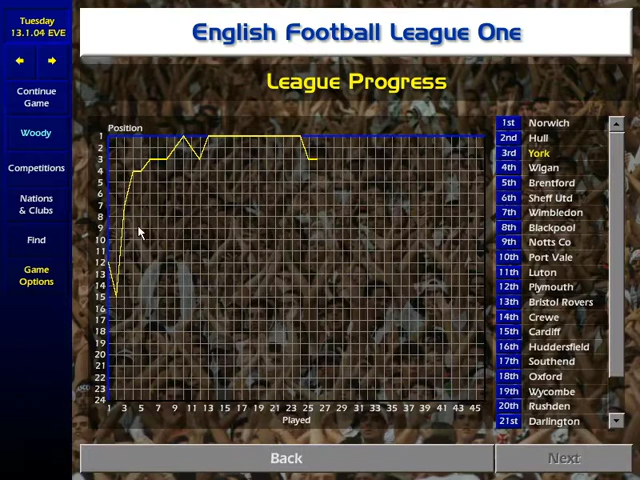 Tuesday
13.1.04 EVE
Continue
Game
Woody
Competitions
Nations
& Clubs
Find
Game
Options
English Football League One
League Progress
Position
1
2
3
4
5
6
7
8
9
10
11
12
13
14
15
16
17
18
19
20
21
22
23
24
1 3 5 7 9 11 13 15 17 19 21 23 25 27 29 31 33 35 37 39 41 43 45
Played
1st Norwich
2nd Hull
3rd York
4th Wigan
5th Brentford
6th Sheff Utd
7th Wimbledon
8th Blackpool
9th Notts Co
10th Port Vale
11th Luton
12th Plymouth
13th Bristol Rovers
14th Crewe
15th Cardiff
16th Huddersfield
17th Southend
18th Oxford
19th Wycombe
20th Rushden
21st Darlington
Back
Next